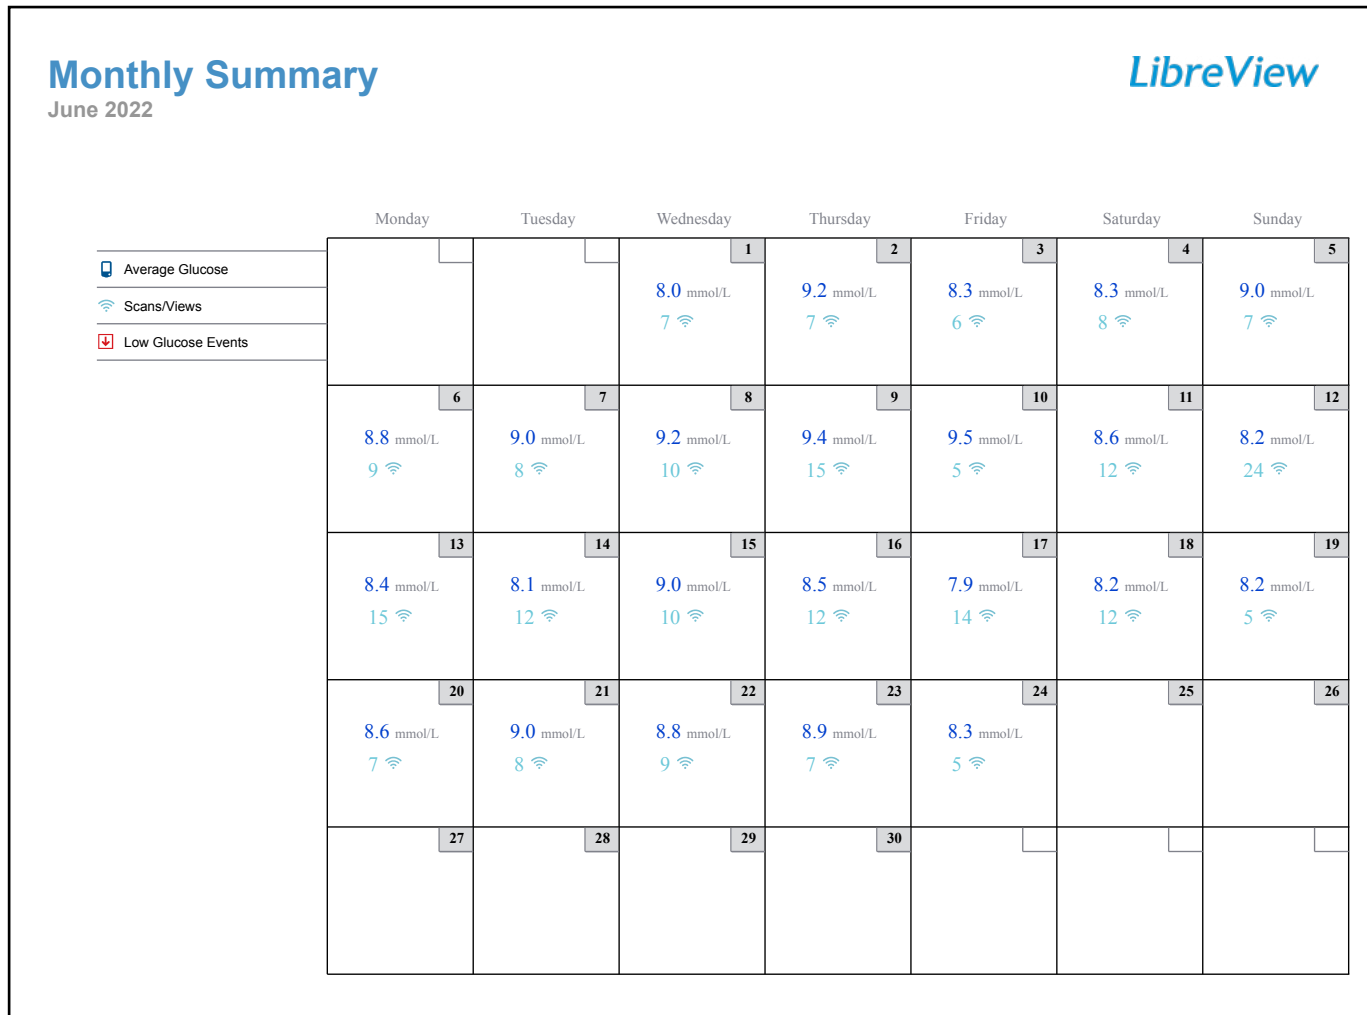 Monthly Summary
LibreView
June 2022
Monday Tuesday Wednesday Thursday Friday Saturday Sunday
Average Glucose
Scans/Views
Low Glucose Events
1 2 3 4 5
8.0 mmol/L 9.2 mmol/L 8.3 mmol/L 8.3 mmol/L 9.0 mmol/L
7 7 6 8 7
6 7 8 9 10 11 12
8.8 mmol/L 9.0 mmol/L 9.2 mmol/L 9.4 mmol/L 9.5 mmol/L 8.6 mmol/L 8.2 mmol/L
9 8 10 15 5 12 24
13 14 15 16 17 18 19
8.4 mmol/L 8.1 mmol/L 9.0 mmol/L 8.5 mmol/L 7.9 mmol/L 8.2 mmol/L 8.2 mmol/L
15 12 10 12 14 12 5
20 21 22 23 24 25 26
8.6 mmol/L 9.0 mmol/L 8.8 mmol/L 8.9 mmol/L 8.3 mmol/L
7 8 9 7 5
27 28 29 30